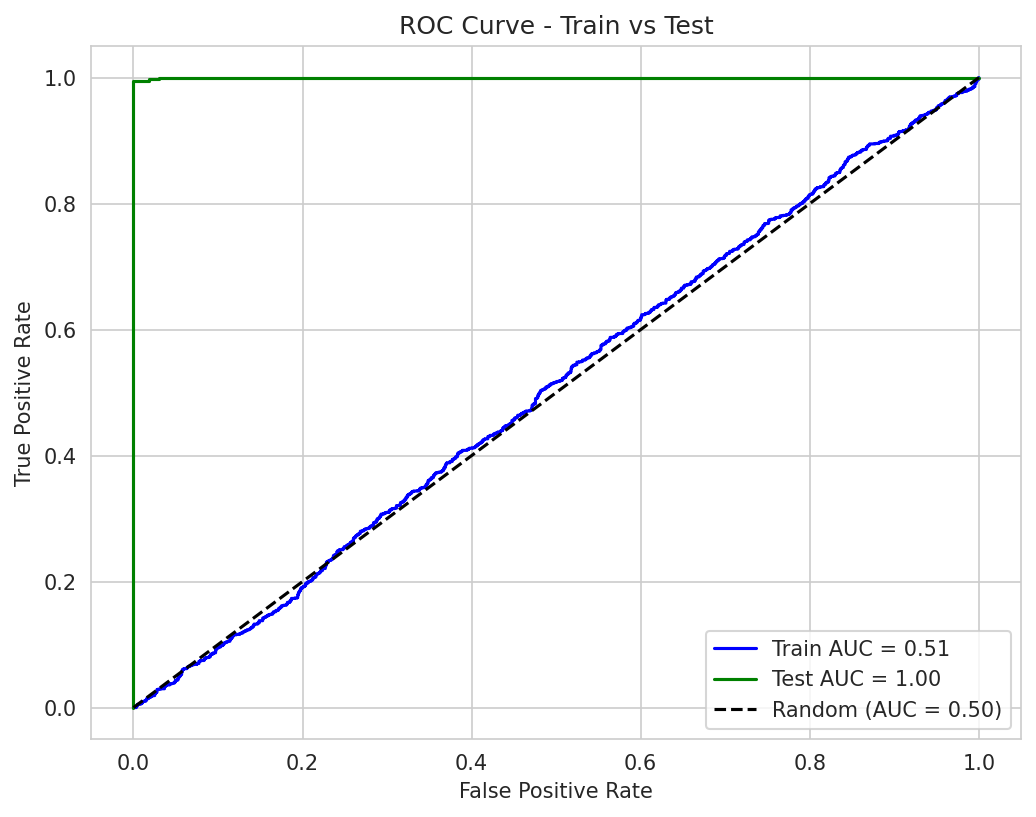 ROC Curve - Train vs Test
True Positive Rate
1.0
0.8
0.6
0.4
0.2
0.0
Train AUC = 0.51
Test AUC = 1.00
Random (AUC = 0.50)
0.0 0.2 0.4 0.6 0.8 1.0
False Positive Rate